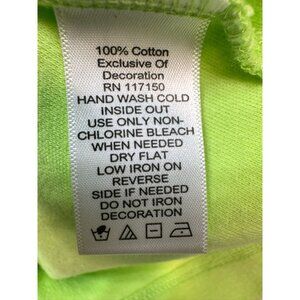 100% Cotton
Exclusive Of
Decoration
RN 117150
HAND WASH COLD
INSIDE OUT
USE ONLY NON-
CHLORINE BLEACH
WHEN NEEDED
DRY FLAT
LOW IRON ON
REVERSE
SIDE IF NEEDED
DO NOT IRON
DECORATION